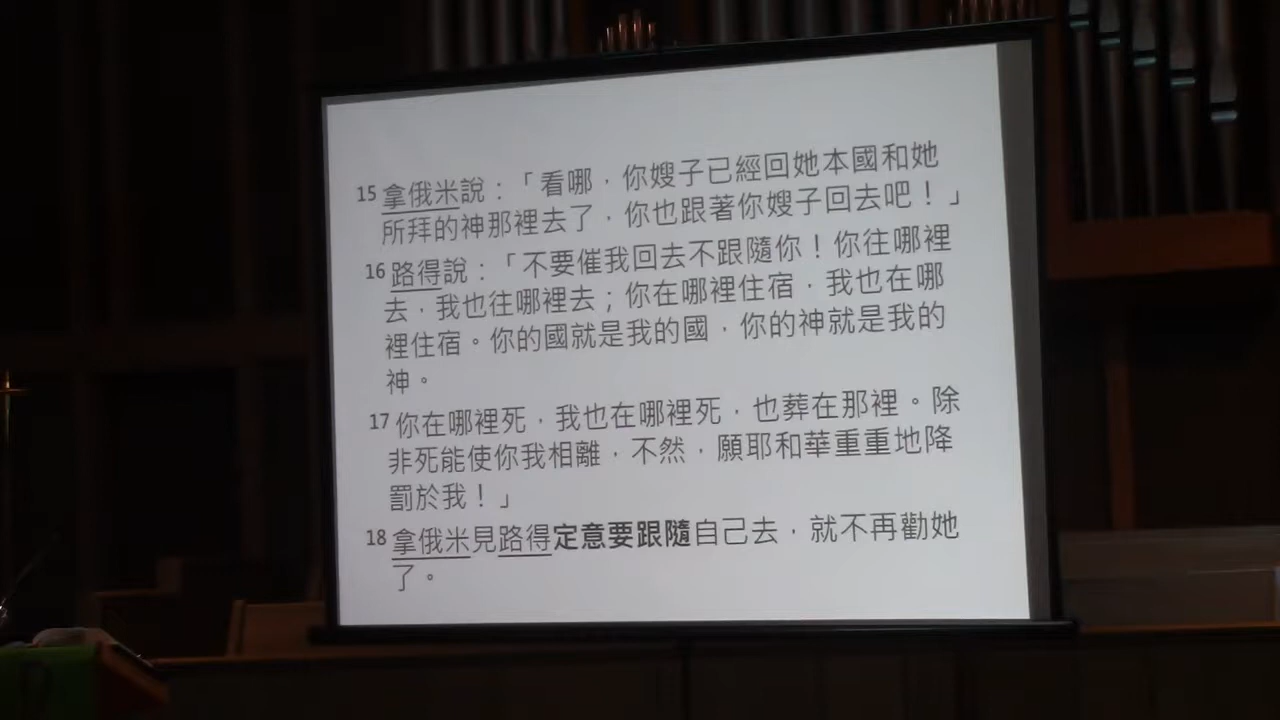 15 拿俄米說：「看哪，你嫂子已經回她本國和她
所拜的神那裡去了，你也跟著你嫂子回去吧！」
16 路得說：「不要催我回去不跟隨你！你往哪裡
去，我也往哪裡去；你在哪裡住宿，我也在哪
裡住宿。你的國就是我的國，你的神就是我的
神。
17 你在哪裡死，我也在哪裡死，也葬在那裡。除
非死能使你我相離，不然，願耶和華重重地降
罰於我！」
18 拿俄米見路得定意要跟隨自己去，就不再勸她
了。